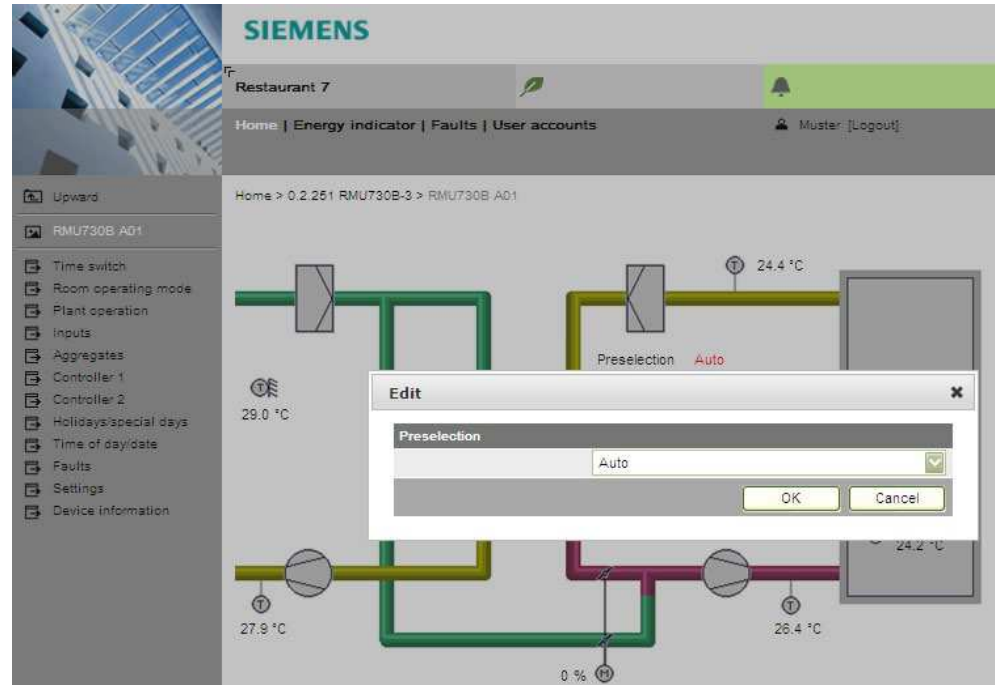 SIEMENS
Restaurant 7
Home | Energy indicator | Faults | User accounts
Muster [Logout]
Upward
RMU730B A01
Time switch
Room operating mode
Plant operation
Inputs
Aggregates
Controller 1
Controller 2
Holidays/special days
Time of day/date
Faults
Settings
Device information
Home > 0.2.251 RMU730B-3 > RMU730B A01
T 24.4 °C
Preselection Auto
T
29.0 °C
Edit
Preselection
Auto
OK Cancel
24.2 °C
T
27.9 °C
T
26.4 °C
0 % M